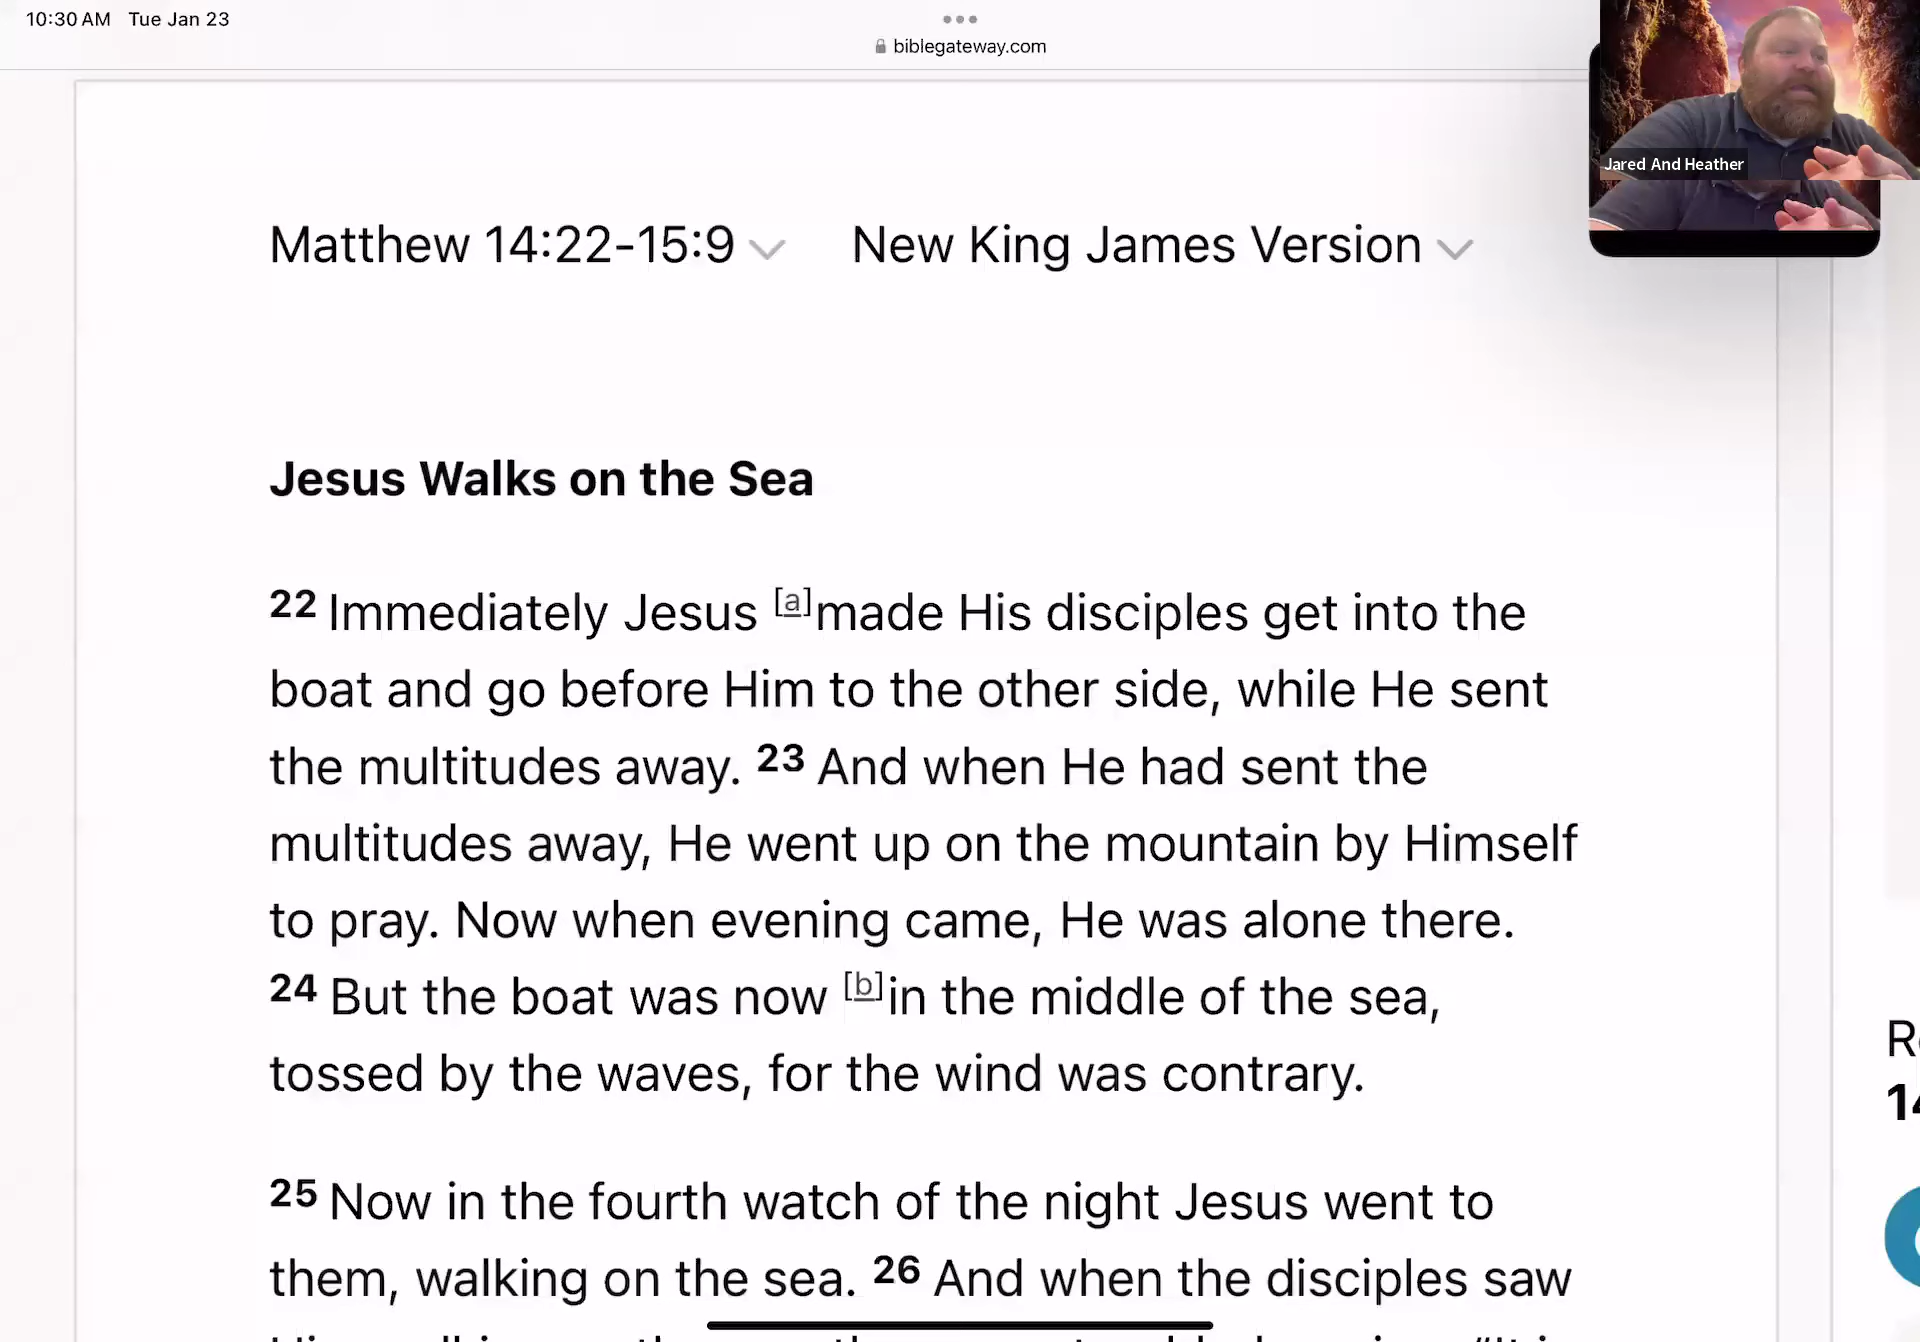 10:30 AM Tue Jan 23
biblegateway.com
Jared And Heather
Matthew 14:22-15:9 New King James Version
Jesus Walks on the Sea
22 Immediately Jesus [a]made His disciples get into the
boat and go before Him to the other side, while He sent
the multitudes away. 23 And when He had sent the
multitudes away, He went up on the mountain by Himself
to pray. Now when evening came, He was alone there.
24 But the boat was now [b]in the middle of the sea,
tossed by the waves, for the wind was contrary.
25 Now in the fourth watch of the night Jesus went to
them, walking on the sea. 26 And when the disciples saw